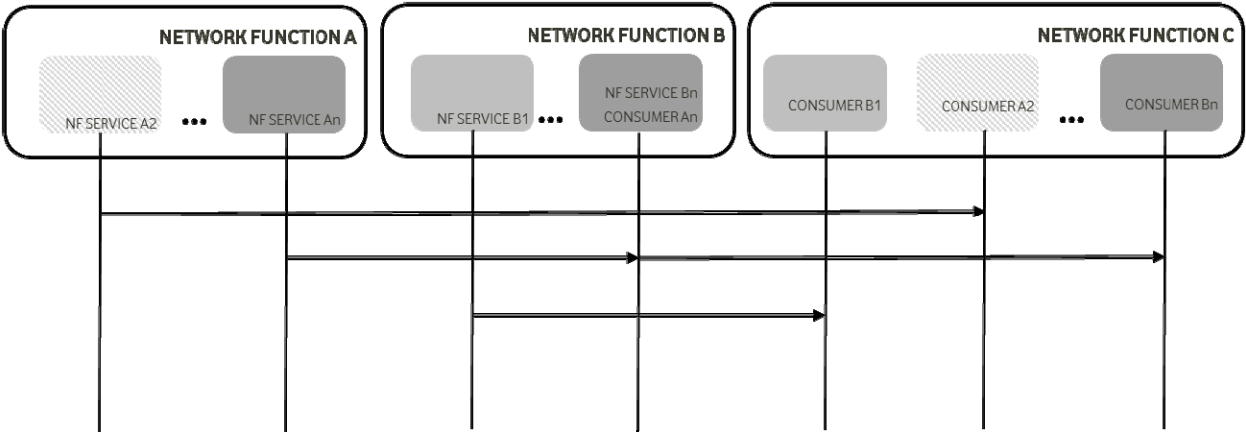 NETWORK FUNCTION A
NF SERVICE A2
...
NF SERVICE An
NETWORK FUNCTION B
NF SERVICE B1
...
NF SERVICE Bn
CONSUMER An
NETWORK FUNCTION C
CONSUMER B1
CONSUMER A2
...
CONSUMER Bn